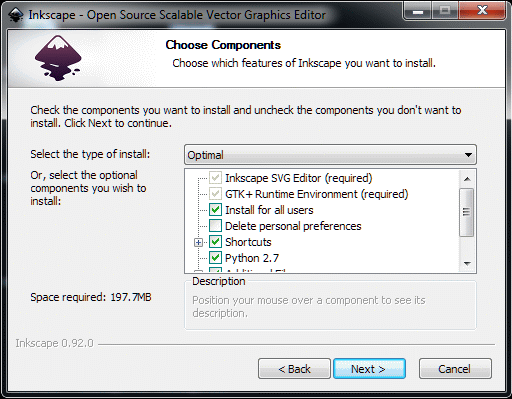 Inkscape - Open Source Scalable Vector Graphics Editor
Choose Components
Choose which features of Inkscape you want to install.
Check the components you want to install and uncheck the components you don't want to
install. Click Next to continue.
Select the type of install:
Optimal
Or, select the optional
components you wish to
install:
Inkscape SVG Editor (required)
GTK+ Runtime Environment (required)
Install for all users
Delete personal preferences
Shortcuts
Python 2.7
Space required: 197.7MB
Description
Position your mouse over a component to see its
description.
Inkscape 0.92.0
< Back
Next >
Cancel